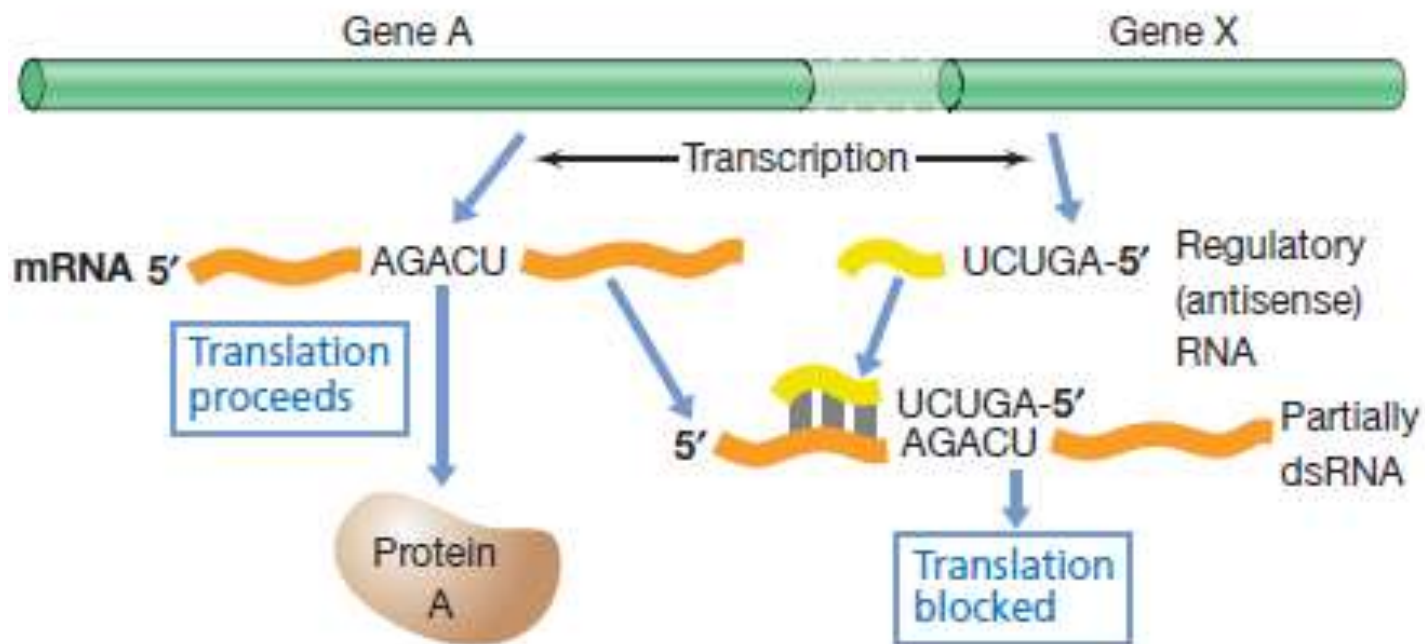 Gene A
Gene X
Transcription
mRNA 5′
AGACU
UCUGA-5′
Regulatory
(antisense)
RNA
Translation
proceeds
UCUGA-5′
5′
AGACU
Partially
dsRNA
Protein
A
Translation
blocked